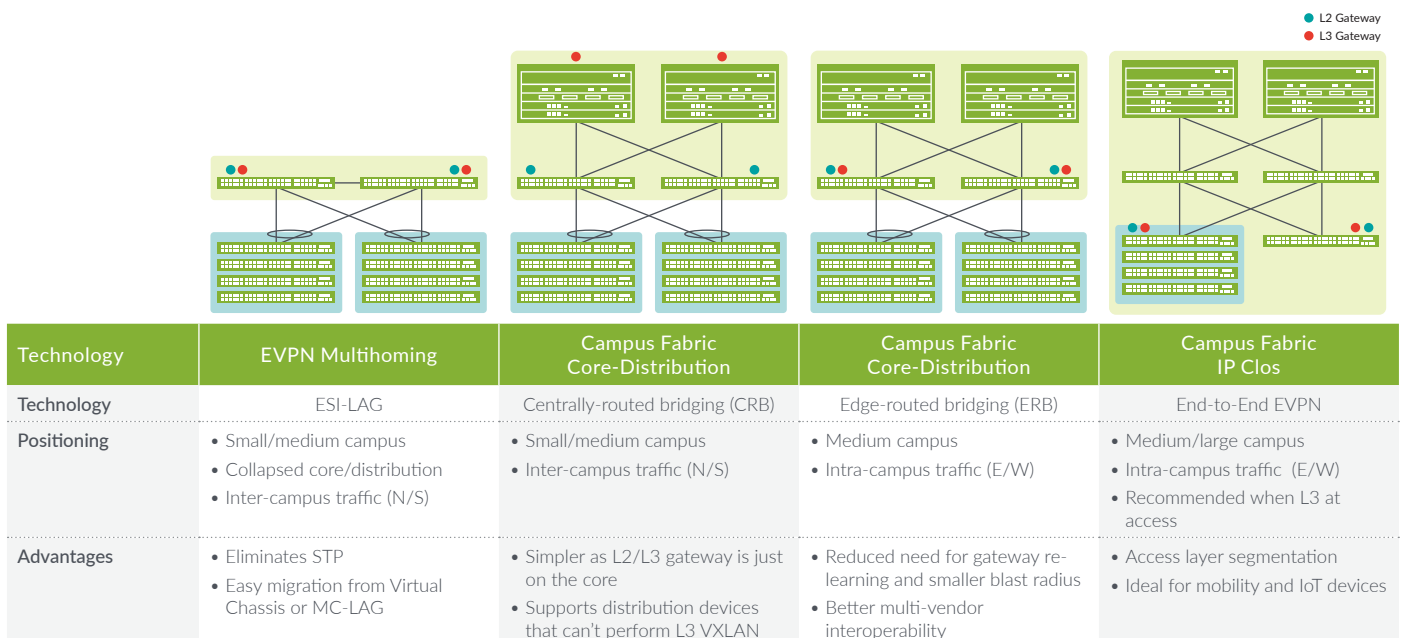 L2 Gateway
L3 Gateway
Technology
EVPN Multihoming
Campus Fabric
Core-Distribution
Campus Fabric
Core-Distribution
Campus Fabric
IP Clos
Technology
ESI-LAG
Centrally-routed bridging (CRB)
Edge-routed bridging (ERB)
End-to-End EVPN
Positioning
• Small/medium campus
• Collapsed core/distribution
• Inter-campus traffic (N/S)
• Small/medium campus
• Inter-campus traffic (N/S)
• Medium campus
• Intra-campus traffic (E/W)
• Medium/large campus
• Intra-campus traffic (E/W)
• Recommended when L3 at
access
Advantages
• Eliminates STP
• Easy migration from Virtual
Chassis or MC-LAG
• Simpler as L2/L3 gateway is just
on the core
• Supports distribution devices
that can't perform L3 VXLAN
• Reduced need for gateway re-
learning and smaller blast radius
• Better multi-vendor
interoperability
• Access layer segmentation
• Ideal for mobility and IoT devices